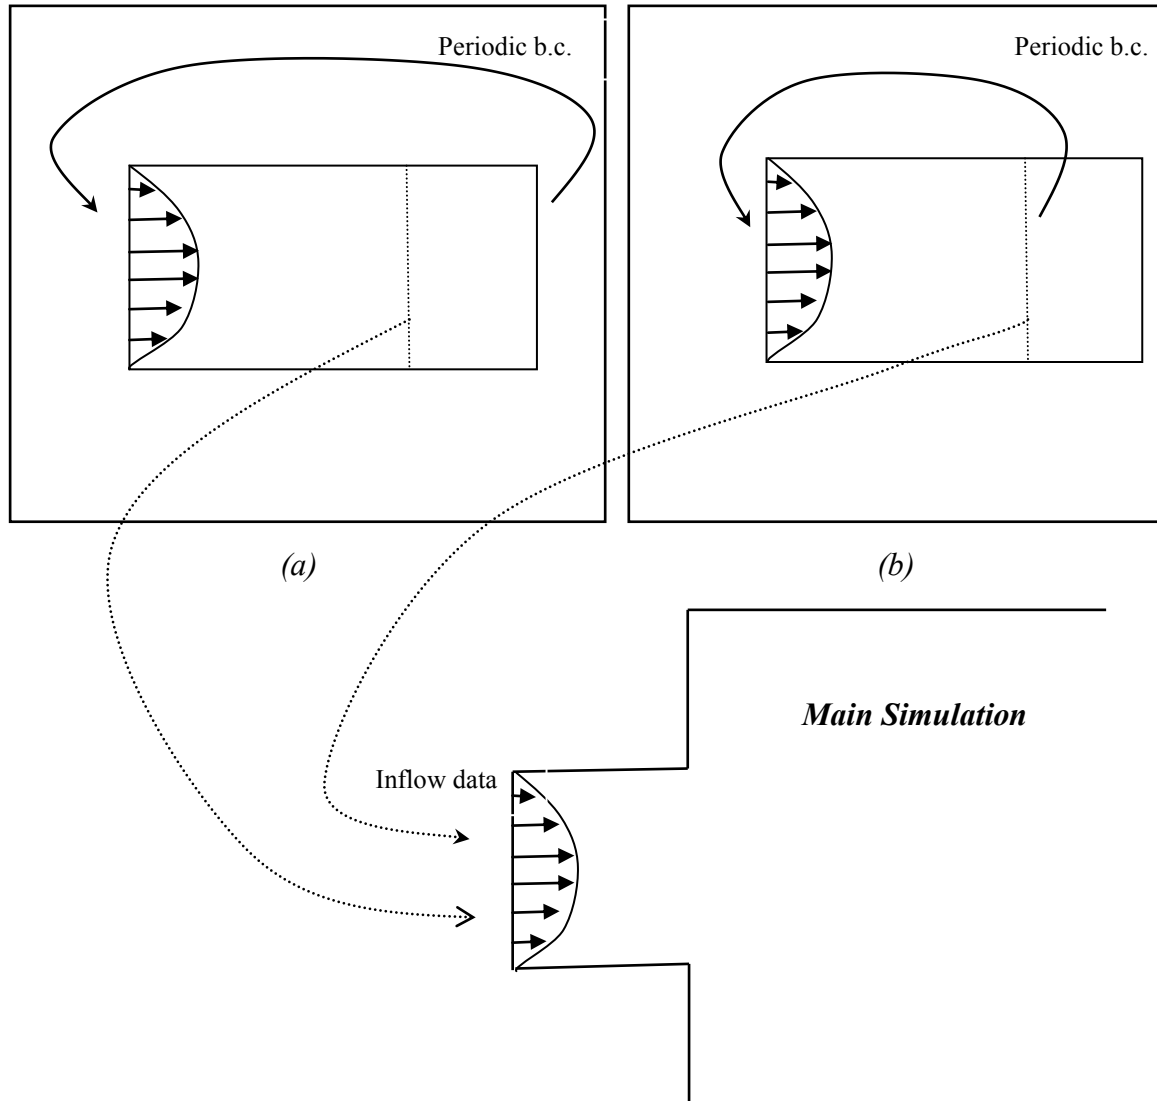 Periodic b.c.
Periodic b.c.
(a)
(b)
Main Simulation
Inflow data